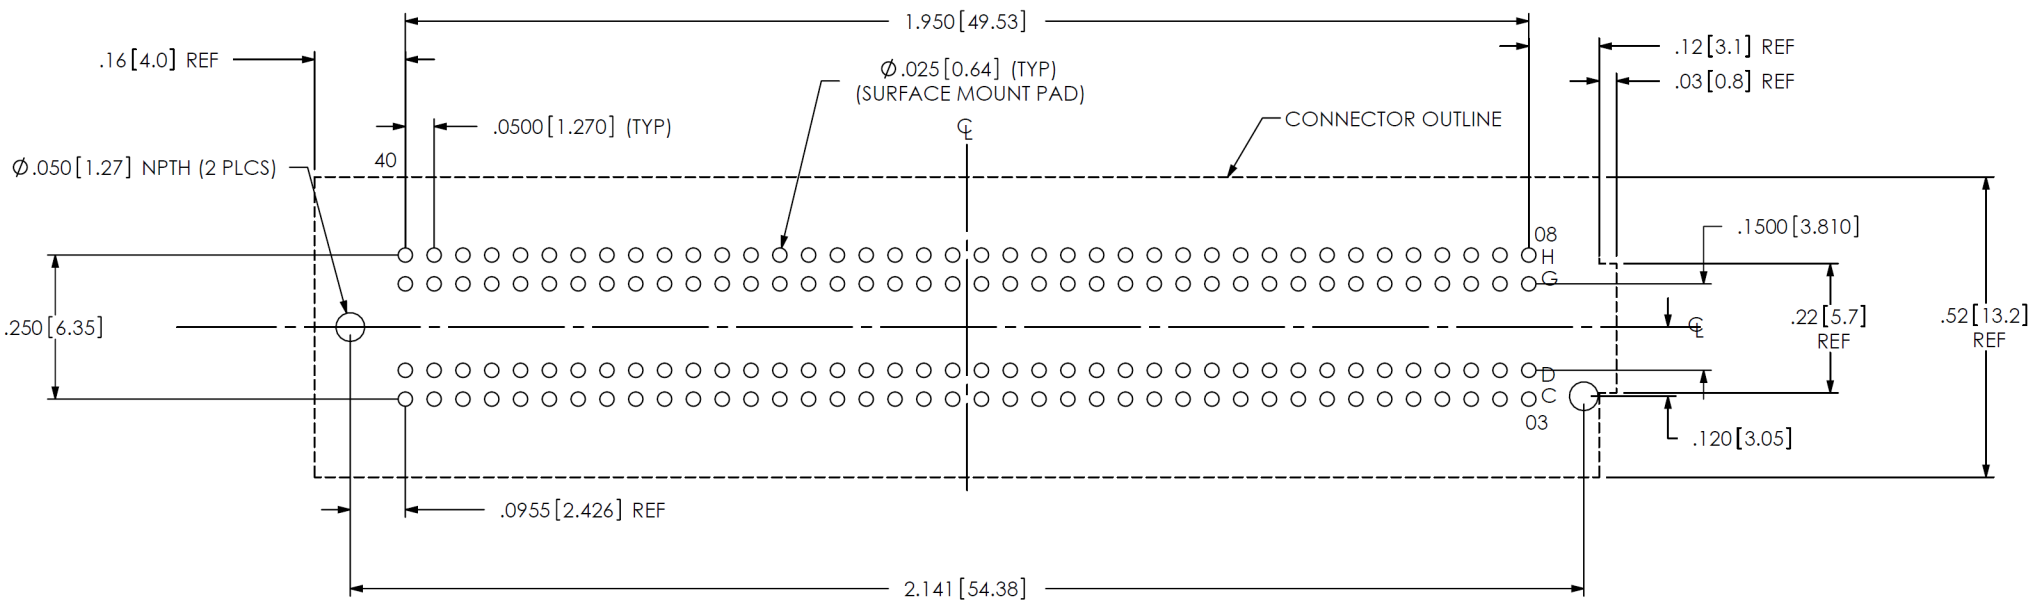 1.950[49.53]
.16[4.0] REF
.12[3.1] REF
Ø.025[0.64] (TYP)
(SURFACE MOUNT PAD)
.03[0.8] REF
.0500[1.270] (TYP)
CONNECTOR OUTLINE
℄
40
Ø.050[1.27] NPTH (2 PLCS)
.1500[3.810]
08
H
G
.250[6.35]
℄
.22[5.7]
REF
.52[13.2]
REF
D
C
03
.120[3.05]
.0955[2.426] REF
2.141[54.38]